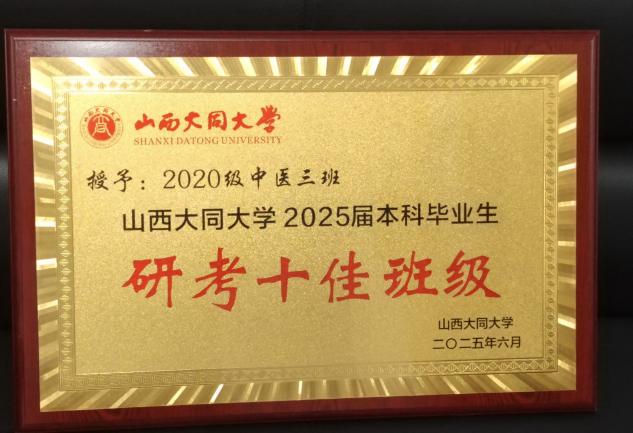 山西大同大学
SHANXI DATONG UNIVERSITY
授予：2020级中医三班
山西大同大学2025届本科毕业生
研考十佳班级
山西大同大学
二〇二五年六月